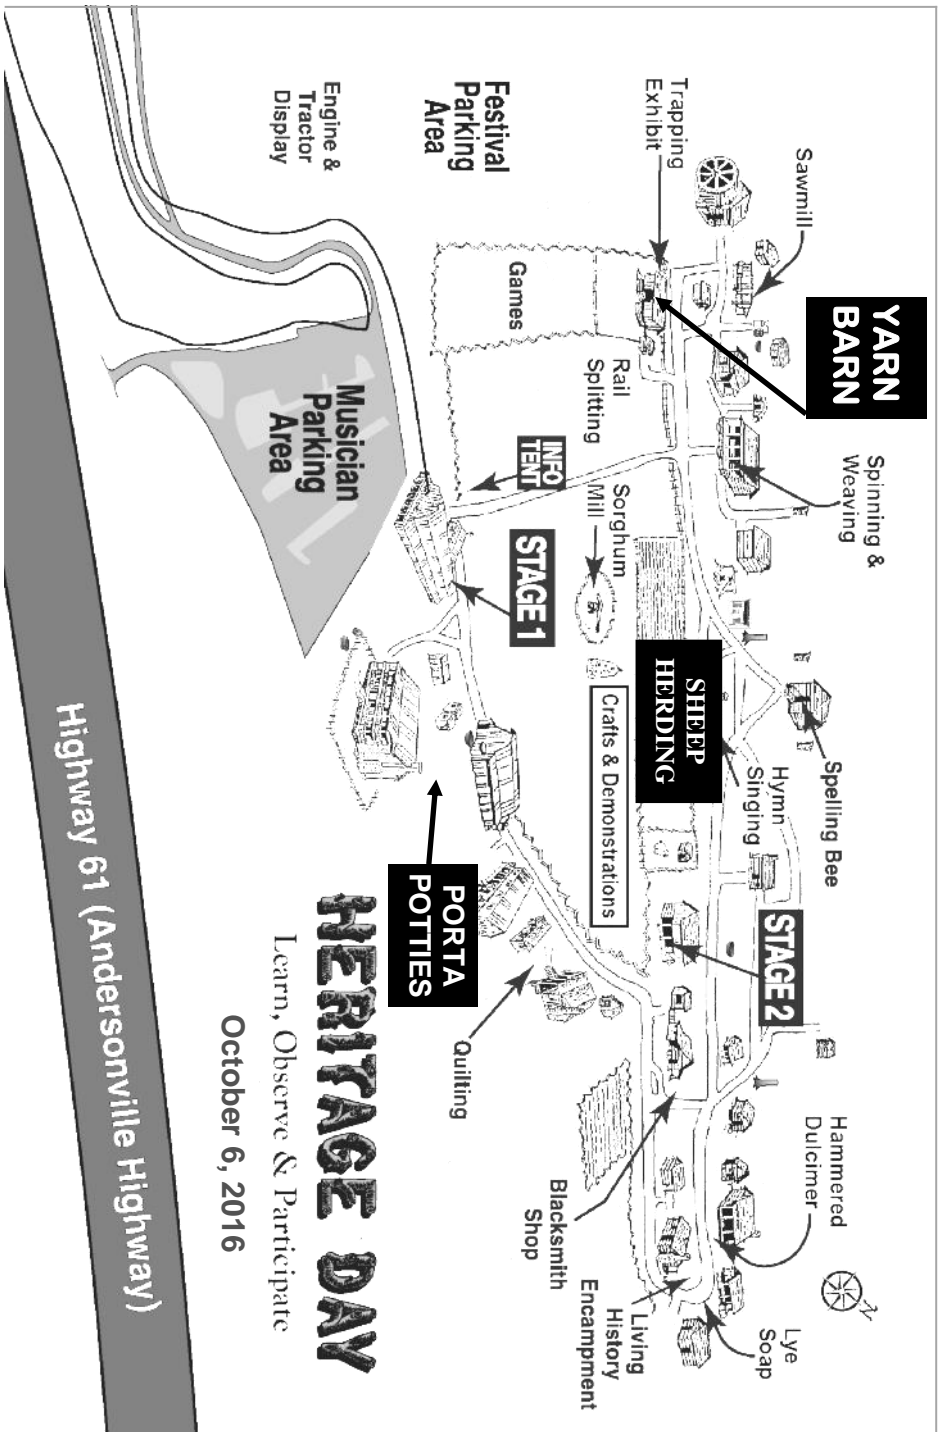 Sawmill
Trapping
Exhibit
YARN
BARN
Spinning &
Weaving
Spelling Bee
Hymn
Singing
STAGE 2
Hammered
Dulcimer
N
Lye
Soap
Living
History
Encampment
Blacksmith
Shop
SHEEP
HERDING
Crafts & Demonstrations
Sorghum
Mill
Rail
Splitting
Games
INFO
TENT
STAGE 1
Festival
Parking
Area
Engine &
Tractor
Display
Musician
Parking
Area
PORTA
POTTIES
Quilting
HERITAGE DAY
Learn, Observe & Participate
October 6, 2016
Highway 61 (Andersonville Highway)